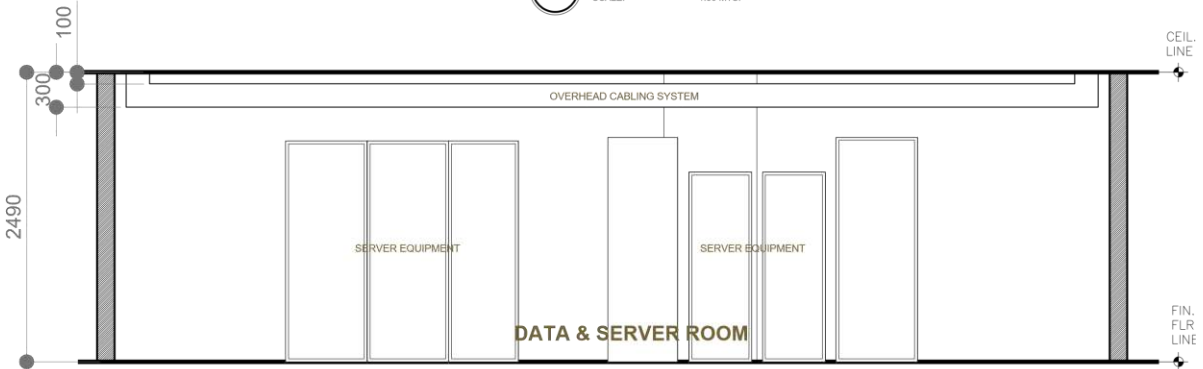 100
CEIL.
LINE
300
OVERHEAD CABLING SYSTEM
2490
SERVER EQUIPMENT
SERVER EQUIPMENT
DATA & SERVER ROOM
FIN.
FLR
LINE